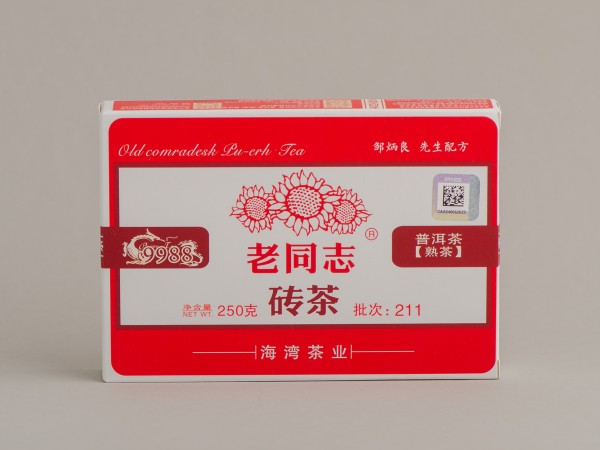 Old comradesk Pu-erh Tea
邹炳良 先生配方
9988
老同志®
普洱茶
【熟茶】
净含量
NET WT.
250克
砖茶
批次:211
海湾茶业